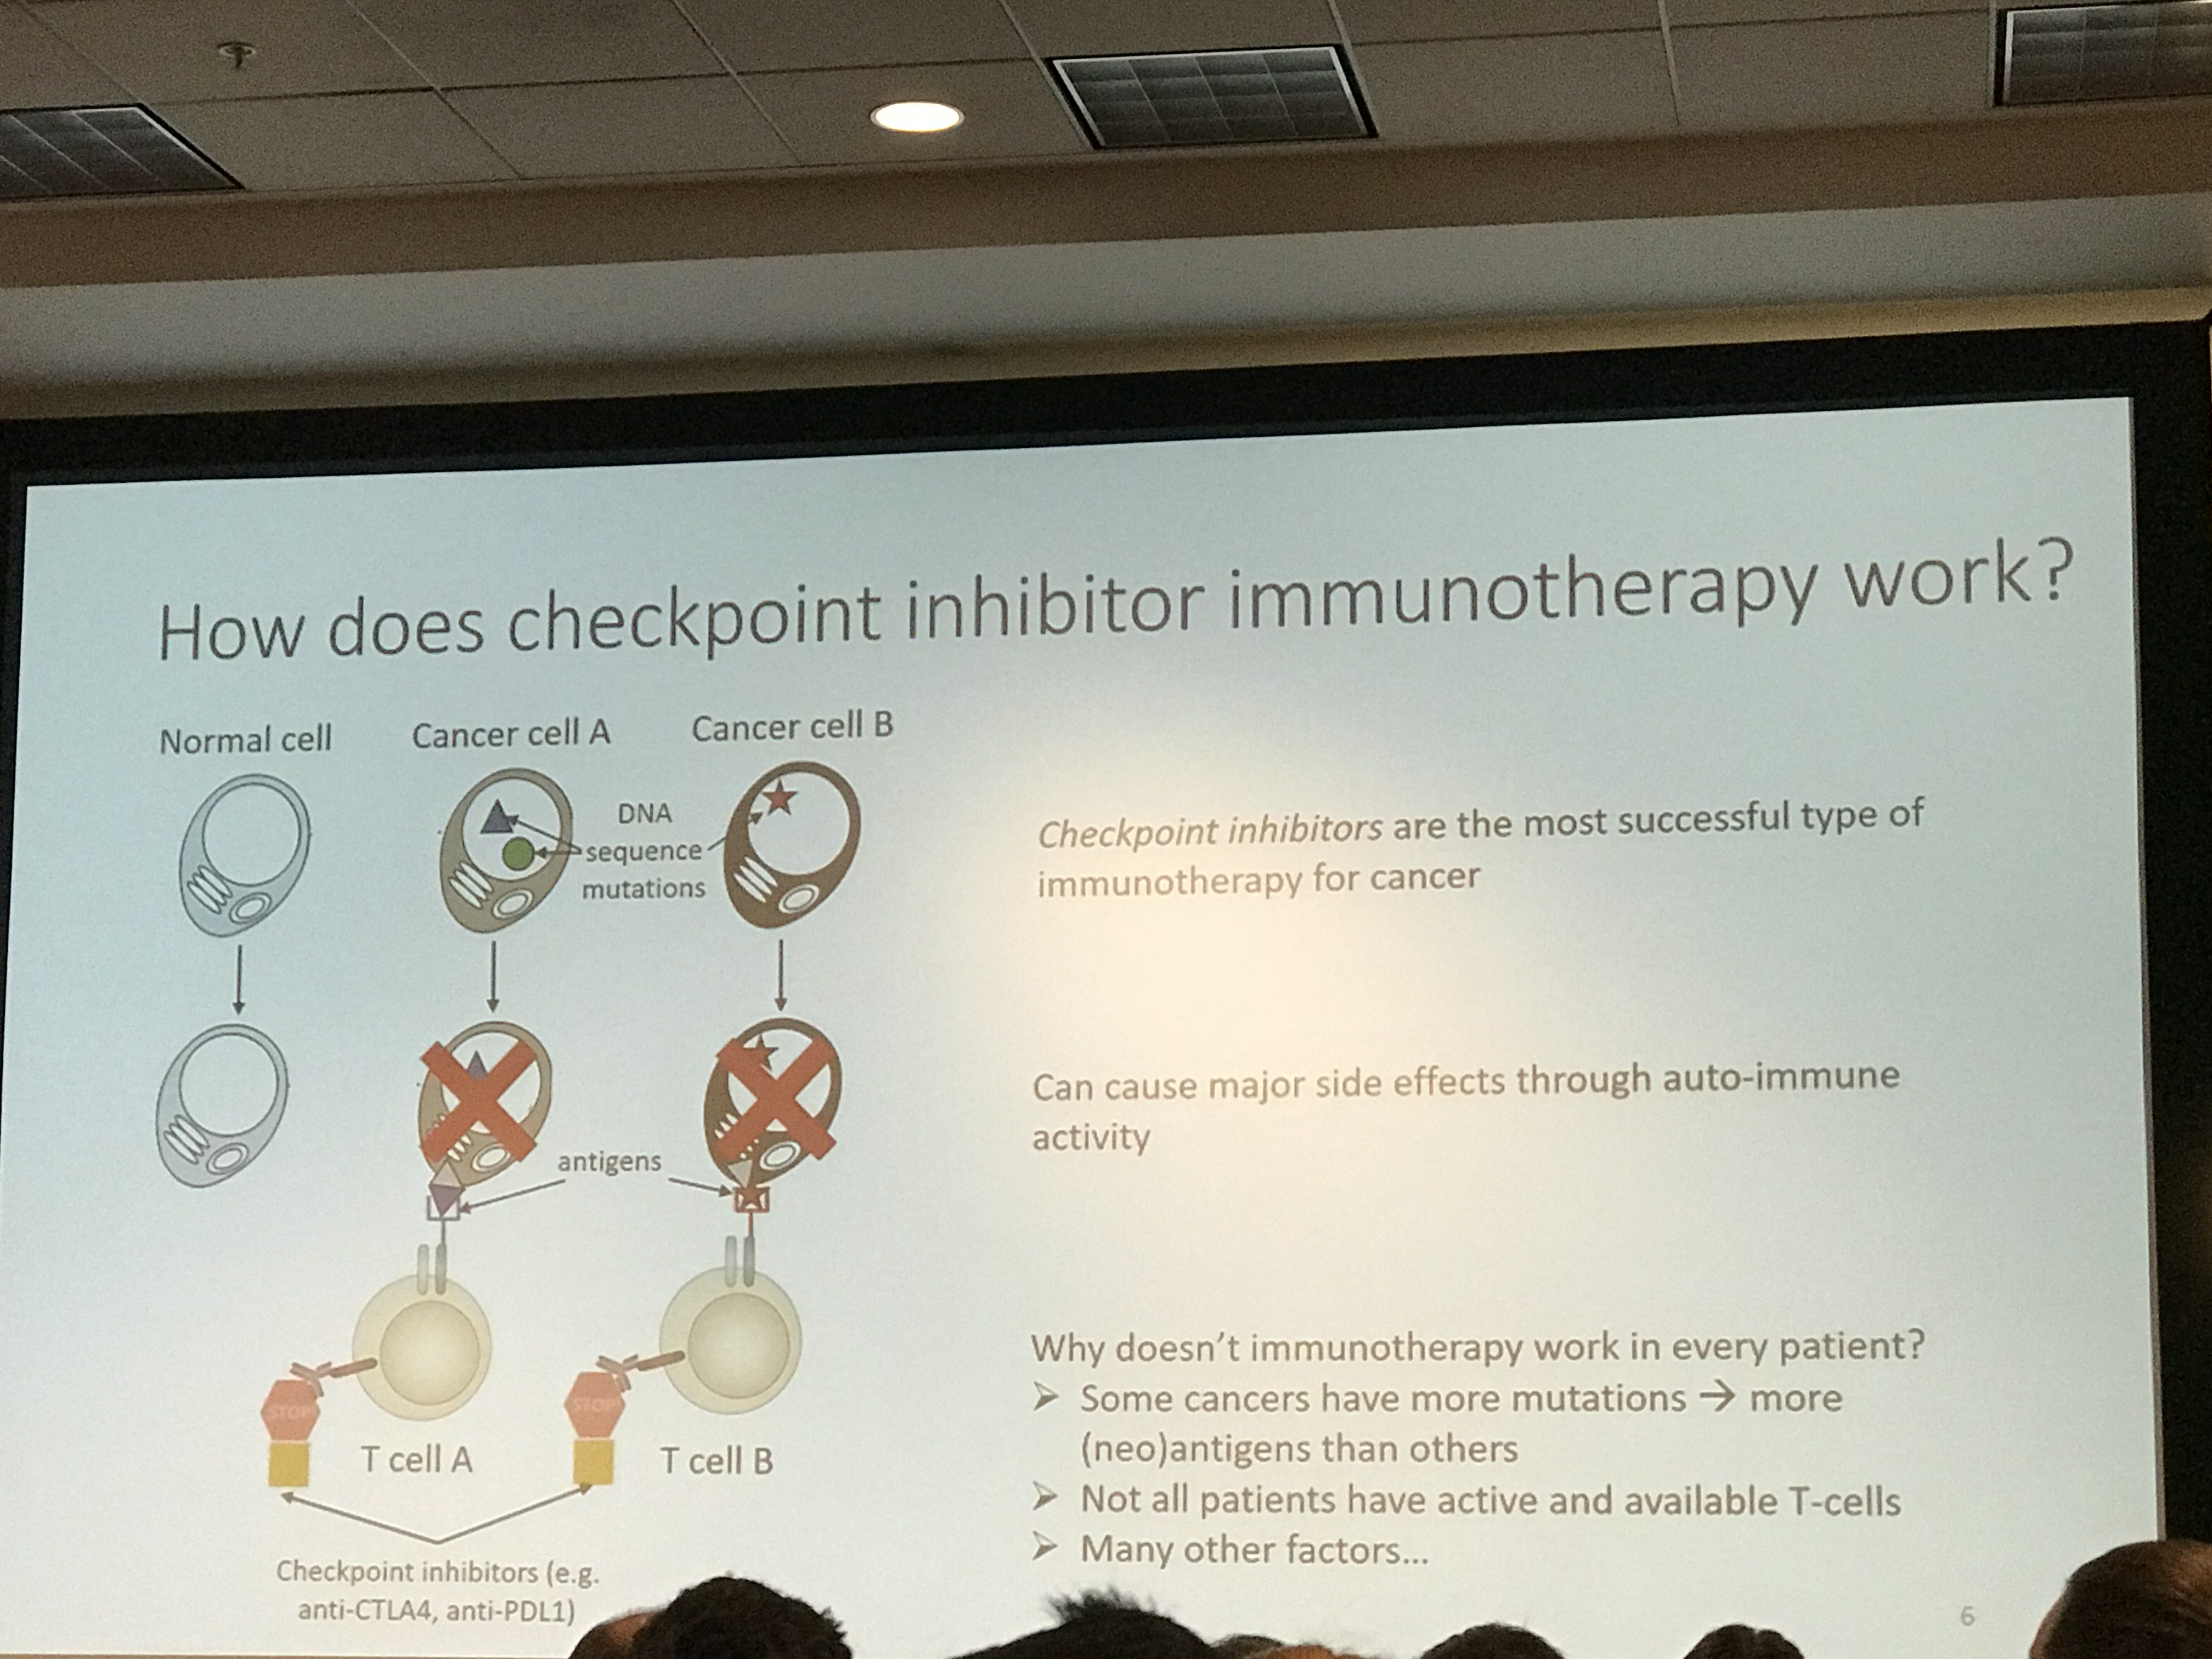 How does checkpoint inhibitor immunotherapy work?
Normal cell
Cancer cell A
Cancer cell B
DNA
sequence
mutations
antigens
STOP
STOP
T cell A
T cell B
Checkpoint inhibitors (e.g.
anti-CTLA4, anti-PDL1)
Checkpoint inhibitors are the most successful type of
immunotherapy for cancer
Can cause major side effects through auto-immune
activity
Why doesn't immunotherapy work in every patient?
➢ Some cancers have more mutations → more
(neo)antigens than others
➢ Not all patients have active and available T-cells
➢ Many other factors...
6